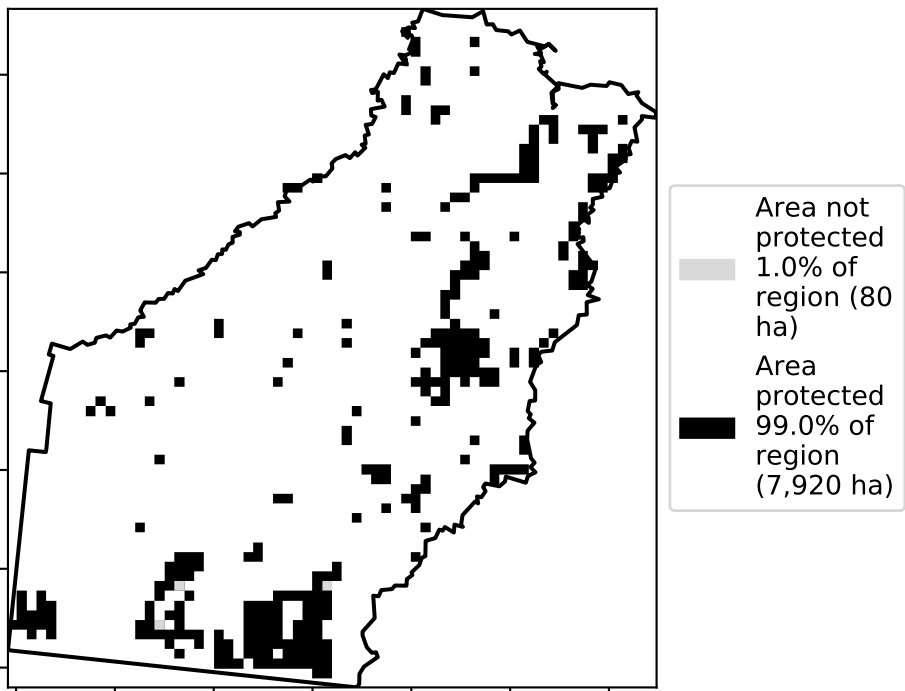 Area not
protected
1.0% of
region (80
ha)
Area
protected
99.0% of
region
(7,920 ha)